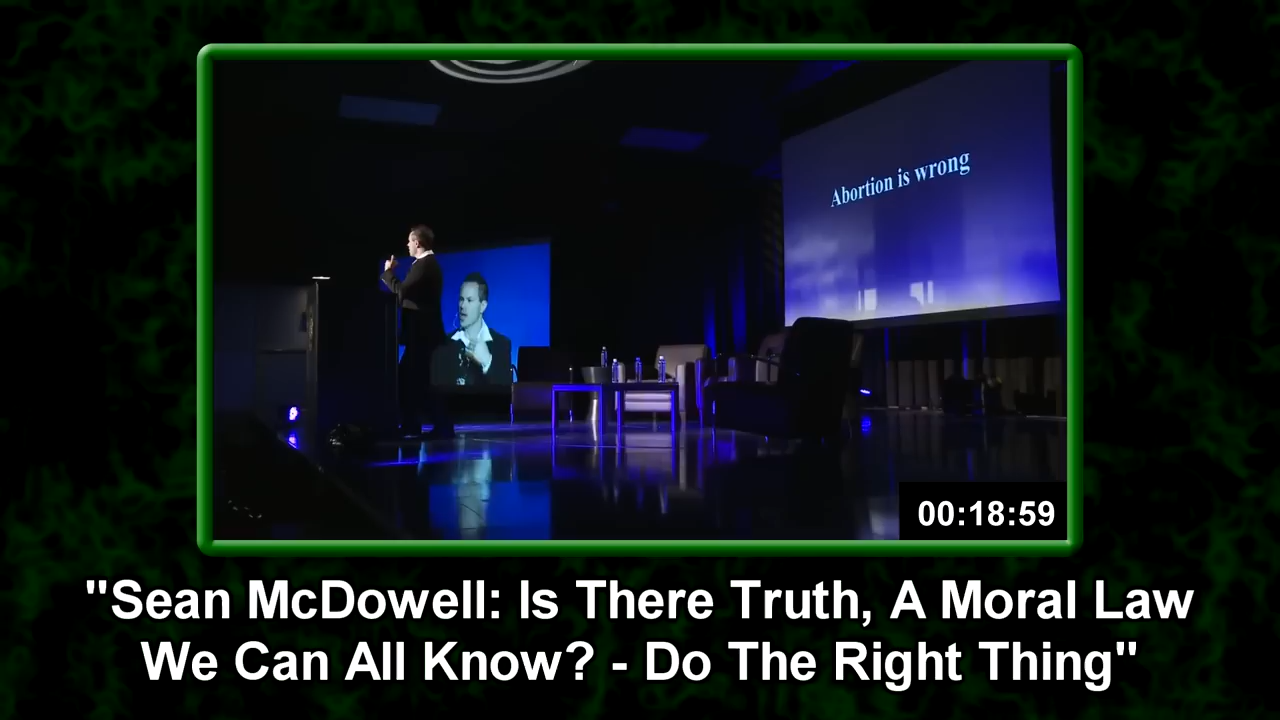 Abortion is wrong
00:18:59
"Sean McDowell: Is There Truth, A Moral Law
We Can All Know? - Do The Right Thing"